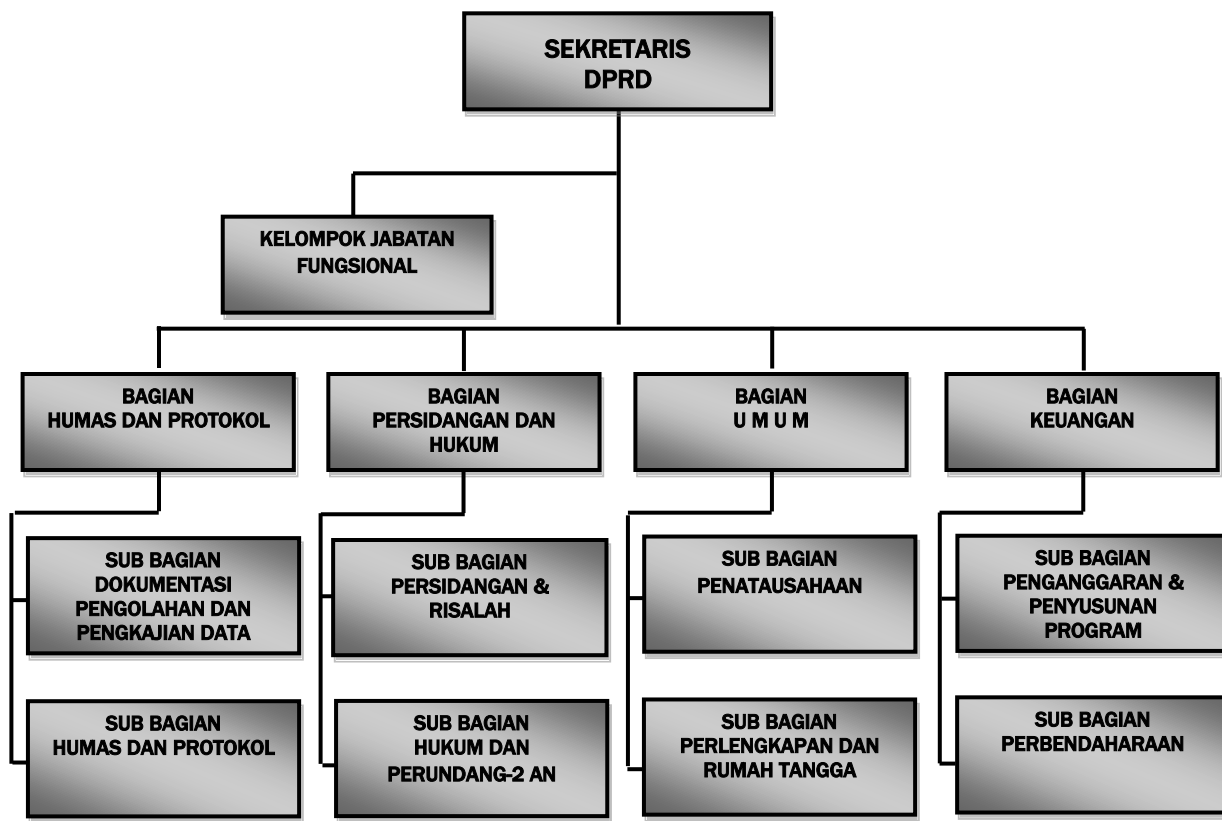 SEKRETARIS
DPRD
KELOMPOK JABATAN
FUNGSIONAL
BAGIAN
HUMAS DAN PROTOKOL
BAGIAN
PERSIDANGAN DAN
HUKUM
BAGIAN
U M U M
BAGIAN
KEUANGAN
SUB BAGIAN
DOKUMENTASI
PENGOLAHAN DAN
PENGKAJIAN DATA
SUB BAGIAN
PERSIDANGAN &
RISALAH
SUB BAGIAN
PENATAUSAHAAN
SUB BAGIAN
PENGANGGARAN &
PENYUSUNAN
PROGRAM
SUB BAGIAN
HUMAS DAN PROTOKOL
SUB BAGIAN
HUKUM DAN
PERUNDANG-2 AN
SUB BAGIAN
PERLENGKAPAN DAN
RUMAH TANGGA
SUB BAGIAN
PERBENDAHARAAN